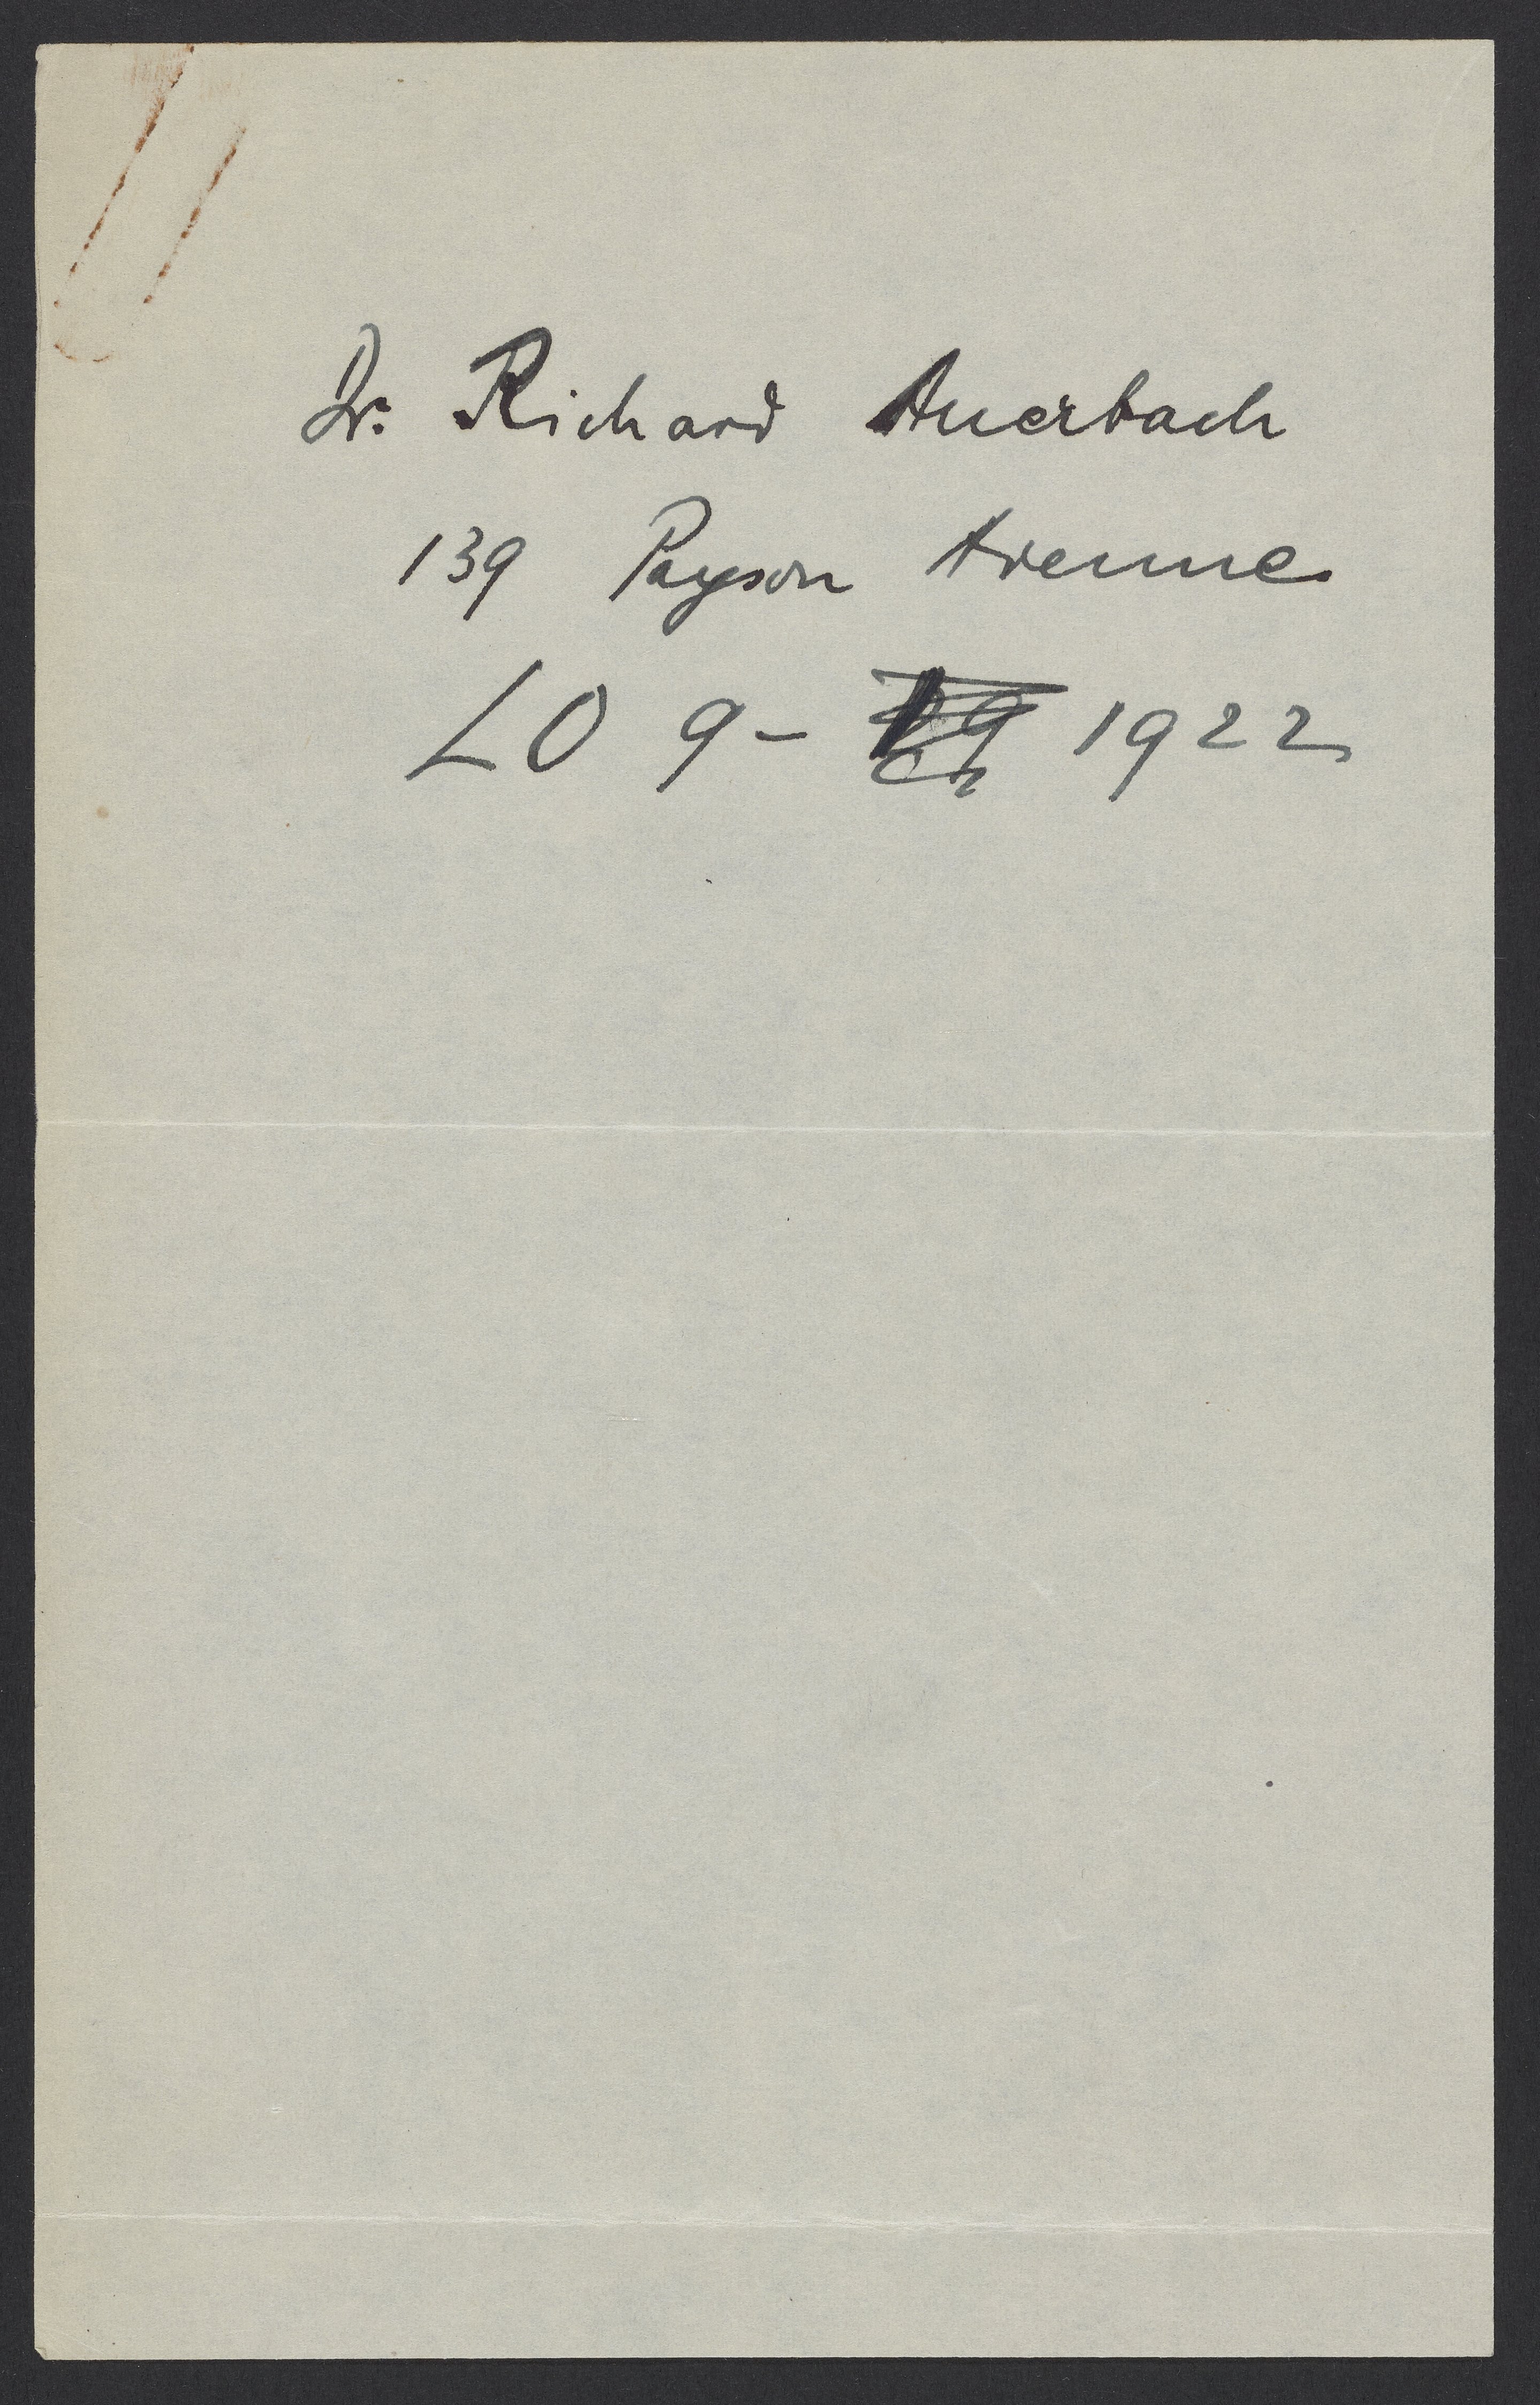 Dr. Richard Auerbach
139 Payson Avenue
LO 9- 1922